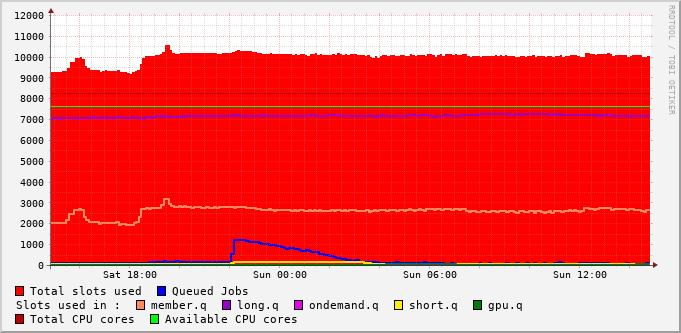 RRDTOOL / TOBI OETIKER
12000
11000
10000
9000
8000
7000
6000
5000
4000
3000
2000
1000
0
Sat 18:00 Sun 00:00 Sun 06:00 Sun 12:00
Total slots used Queued Jobs
Slots used in : member.q long.q ondemand.q short.q gpu.q
Total CPU cores Available CPU cores